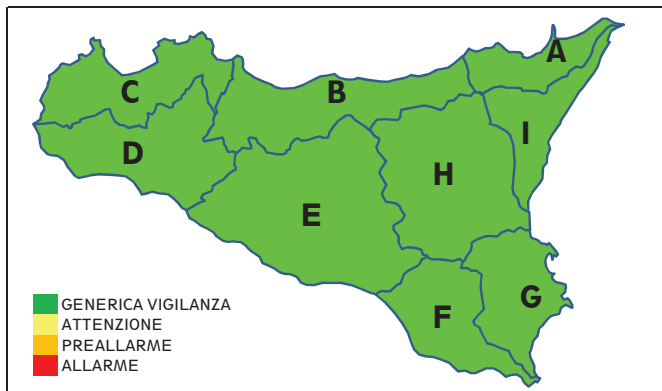 A
B
C
I
D
H
E
G
F
GENERICA VIGILANZA
ATTENZIONE
PREALLARME
ALLARME